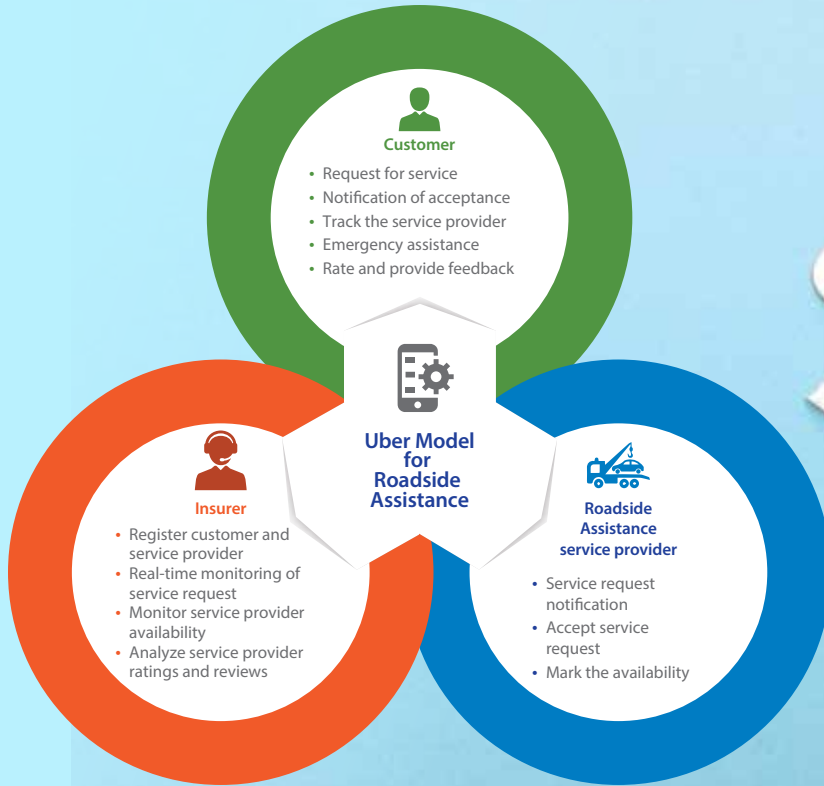 Customer
• Request for service
• Notification of acceptance
• Track the service provider
• Emergency assistance
• Rate and provide feedback
Uber Model
for
Roadside
Assistance
Insurer
• Register customer and
service provider
• Real-time monitoring of
service request
• Monitor service provider
availability
• Analyze service provider
ratings and reviews
Roadside
Assistance
service provider
• Service request
notification
• Accept service
request
• Mark the availability